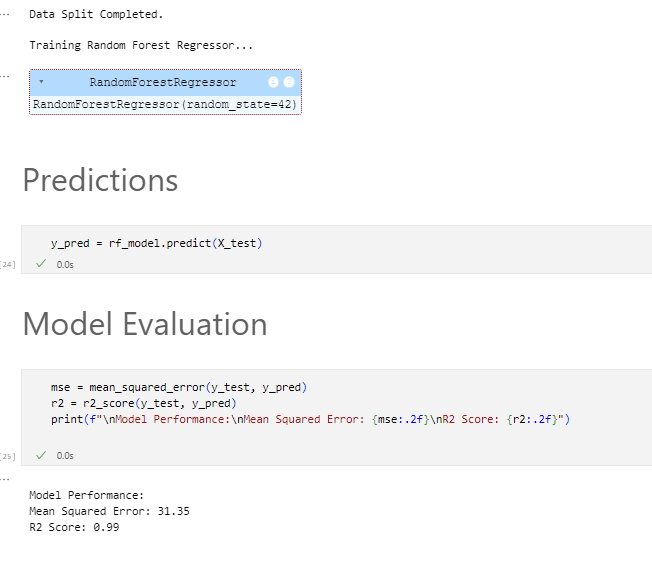 Data Split Completed.
Training Random Forest Regressor...
RandomForestRegressor
RandomForestRegressor(random_state=42)
Predictions
y_pred = rf_model.predict(X_test)
[24]
0.0s
Model Evaluation
mse = mean_squared_error(y_test, y_pred)
r2 = r2_score(y_test, y_pred)
print(f"\nModel Performance:\nMean Squared Error: {mse:.2f}\nR2 Score: {r2:.2f}")
[25]
0.0s
Model Performance:
Mean Squared Error: 31.35
R2 Score: 0.99